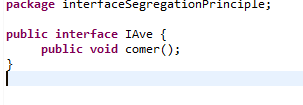 package interfaceSegregationPrinciple;
public interface IAve {
public void comer();
}